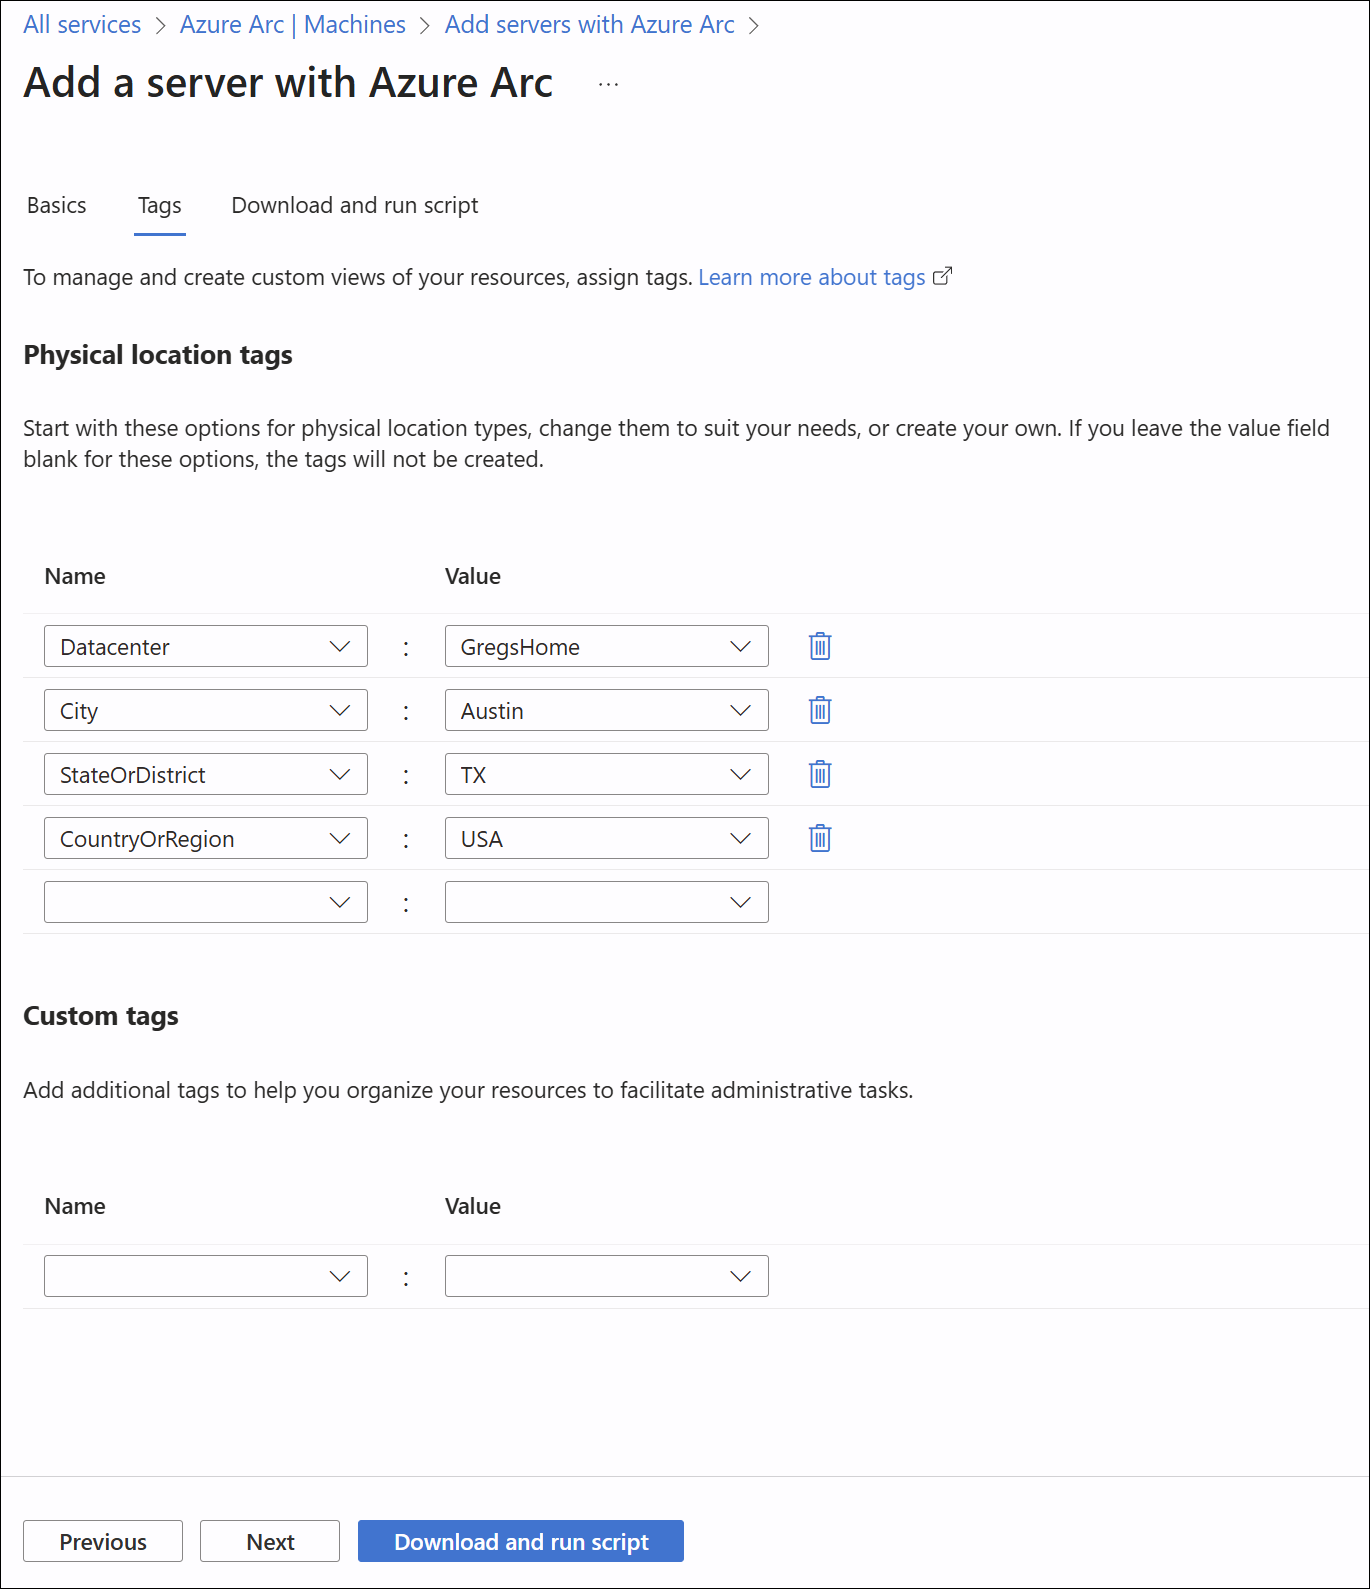 All services > Azure Arc | Machines > Add servers with Azure Arc >
Add a server with Azure Arc ...
Basics Tags Download and run script
To manage and create custom views of your resources, assign tags. Learn more about tags
Physical location tags
Start with these options for physical location types, change them to suit your needs, or create your own. If you leave the value field
blank for these options, the tags will not be created.
Name Value
Datacenter : GregsHome
City : Austin
StateOrDistrict : TX
CountryOrRegion : USA
:
Custom tags
Add additional tags to help you organize your resources to facilitate administrative tasks.
Name Value
:
Previous Next Download and run script